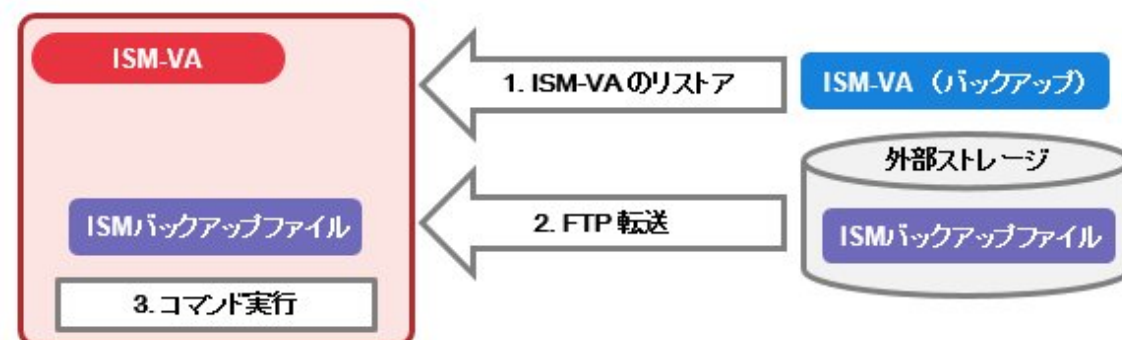 ISM-VA
1. ISM-VAのリストア
ISM-VA（バックアップ）
外部ストレージ
ISMバックアップファイル
2. FTP 転送
ISMバックアップファイル
3. コマンド実行